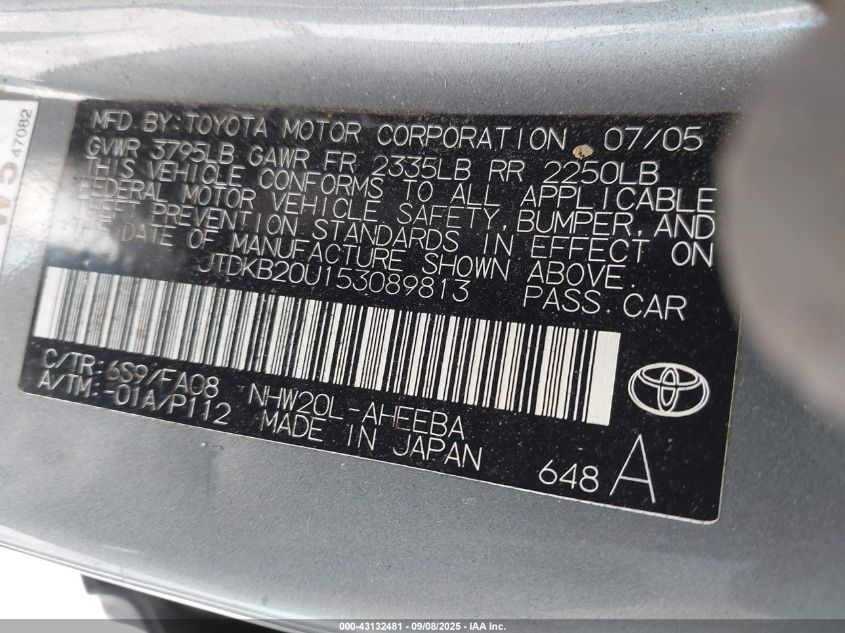 W5 47082
MFD BY: TOYOTA MOTOR CORPORATION 07/05
GVWR 3795LB GAWR FR 2335LB RR 2250LB
THIS VEHICLE CONFORMS TO ALL APPLICABLE
FEDERAL MOTOR VEHICLE SAFETY, BUMPER, AND
THEFT PREVENTION STANDARDS IN EFFECT ON
THE DATE OF MANUFACTURE SHOWN ABOVE.
JTDKB20U153089813 PASS.CAR
C/TR: 6S9/FA08 NHW20L-AHEEBA
A/TM: -01A/P112 MADE IN JAPAN
648 A
000-43132481 - 09/08/2025 - IAA Inc.